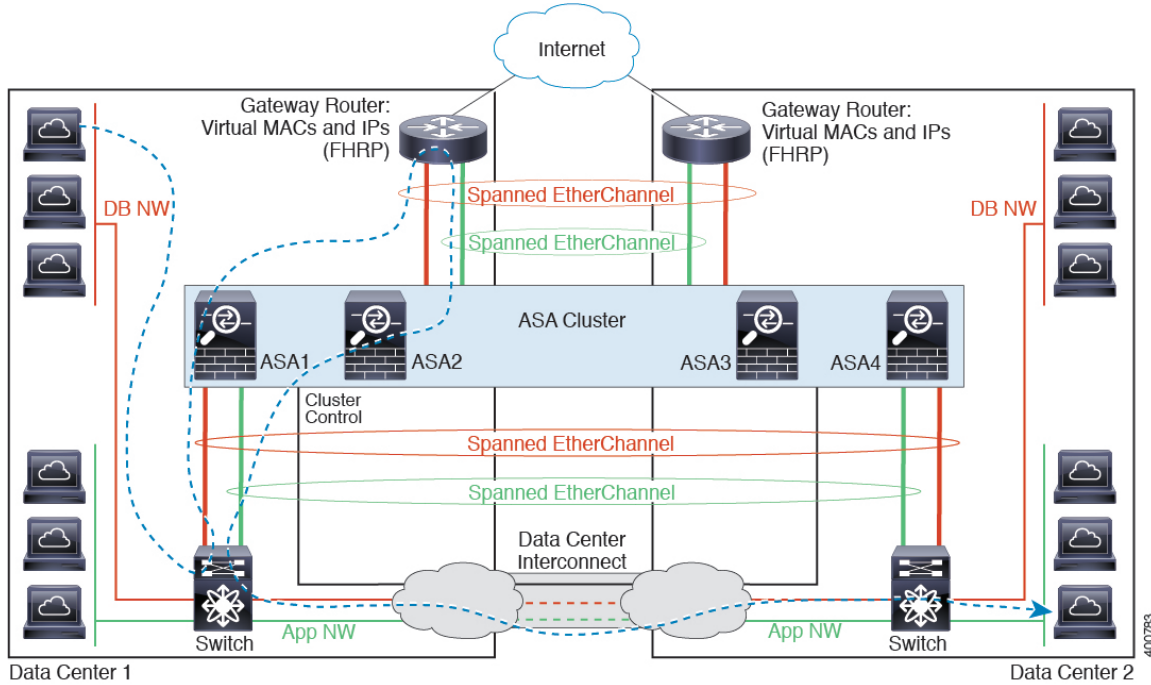 Internet
Gateway Router:
Virtual MACs and IPs
(FHRP)
Gateway Router:
Virtual MACs and IPs
(FHRP)
Spanned EtherChannel
DB NW
DB NW
Spanned EtherChannel
ASA Cluster
ASA1
ASA2
ASA3
ASA4
Cluster
Control
Spanned EtherChannel
Spanned EtherChannel
Data Center
Interconnect
App NW
App NW
Switch
Switch
Data Center 1
Data Center 2
400783